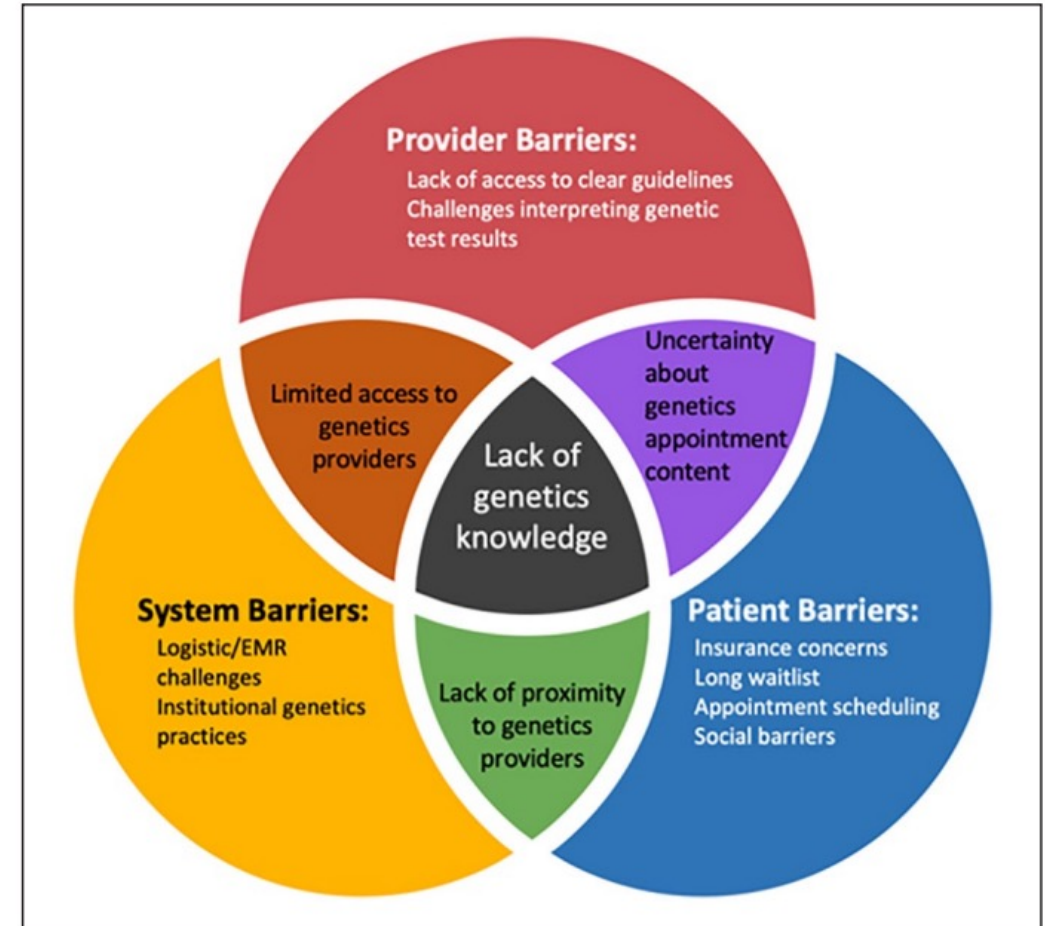 Provider Barriers:
Lack of access to clear guidelines
Challenges interpreting genetic
test results
Limited access to
genetics
providers
Uncertainty
about
genetics
appointment
content
Lack of
genetics
knowledge
System Barriers:
Logistic/EMR
challenges
Institutional genetics
practices
Lack of proximity
to genetics
providers
Patient Barriers:
Insurance concerns
Long waitlist
Appointment scheduling
Social barriers